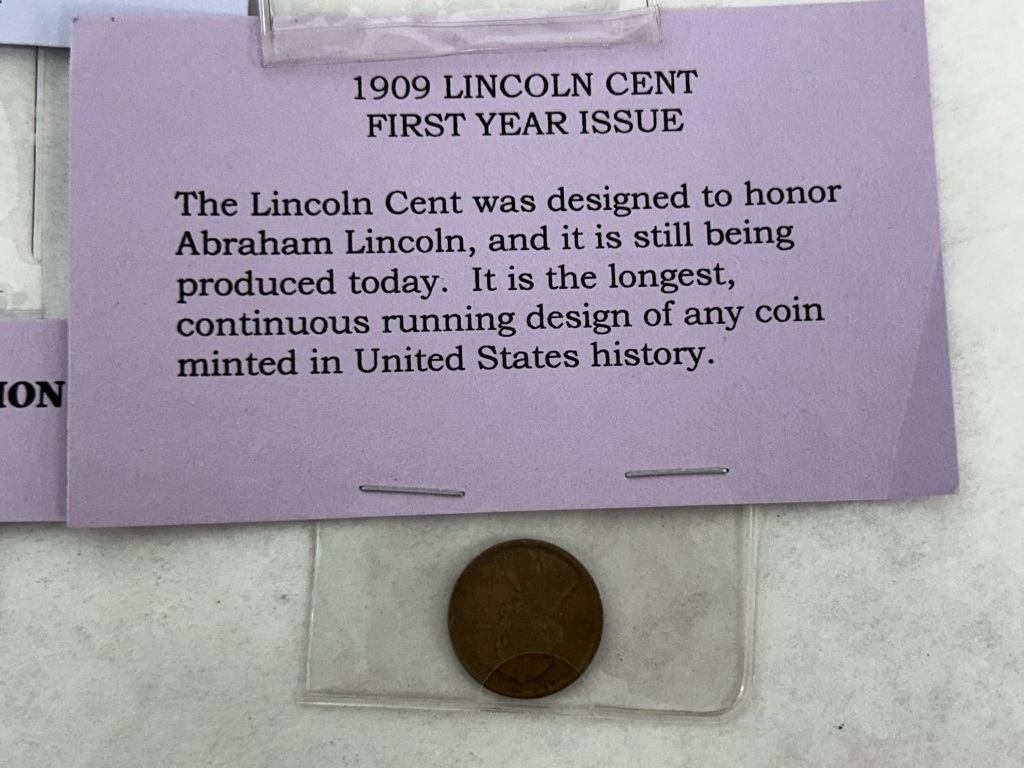 1909 LINCOLN CENT
FIRST YEAR ISSUE
The Lincoln Cent was designed to honor
Abraham Lincoln, and it is still being
produced today. It is the longest,
continuous running design of any coin
minted in United States history.
ION